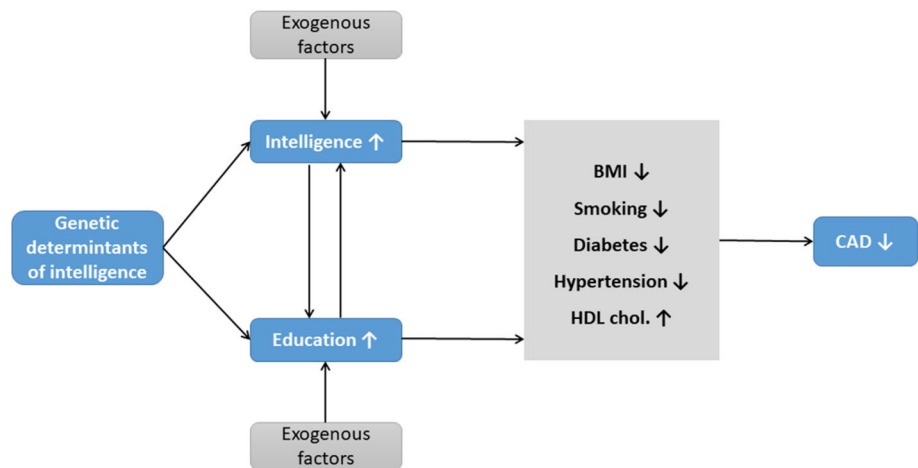 Exogenous
factors
Intelligence ↑
Genetic
determintants
of intelligence
BMI ↓
Smoking ↓
Diabetes ↓
Hypertension ↓
HDL chol. ↑
CAD ↓
Education ↑
Exogenous
factors